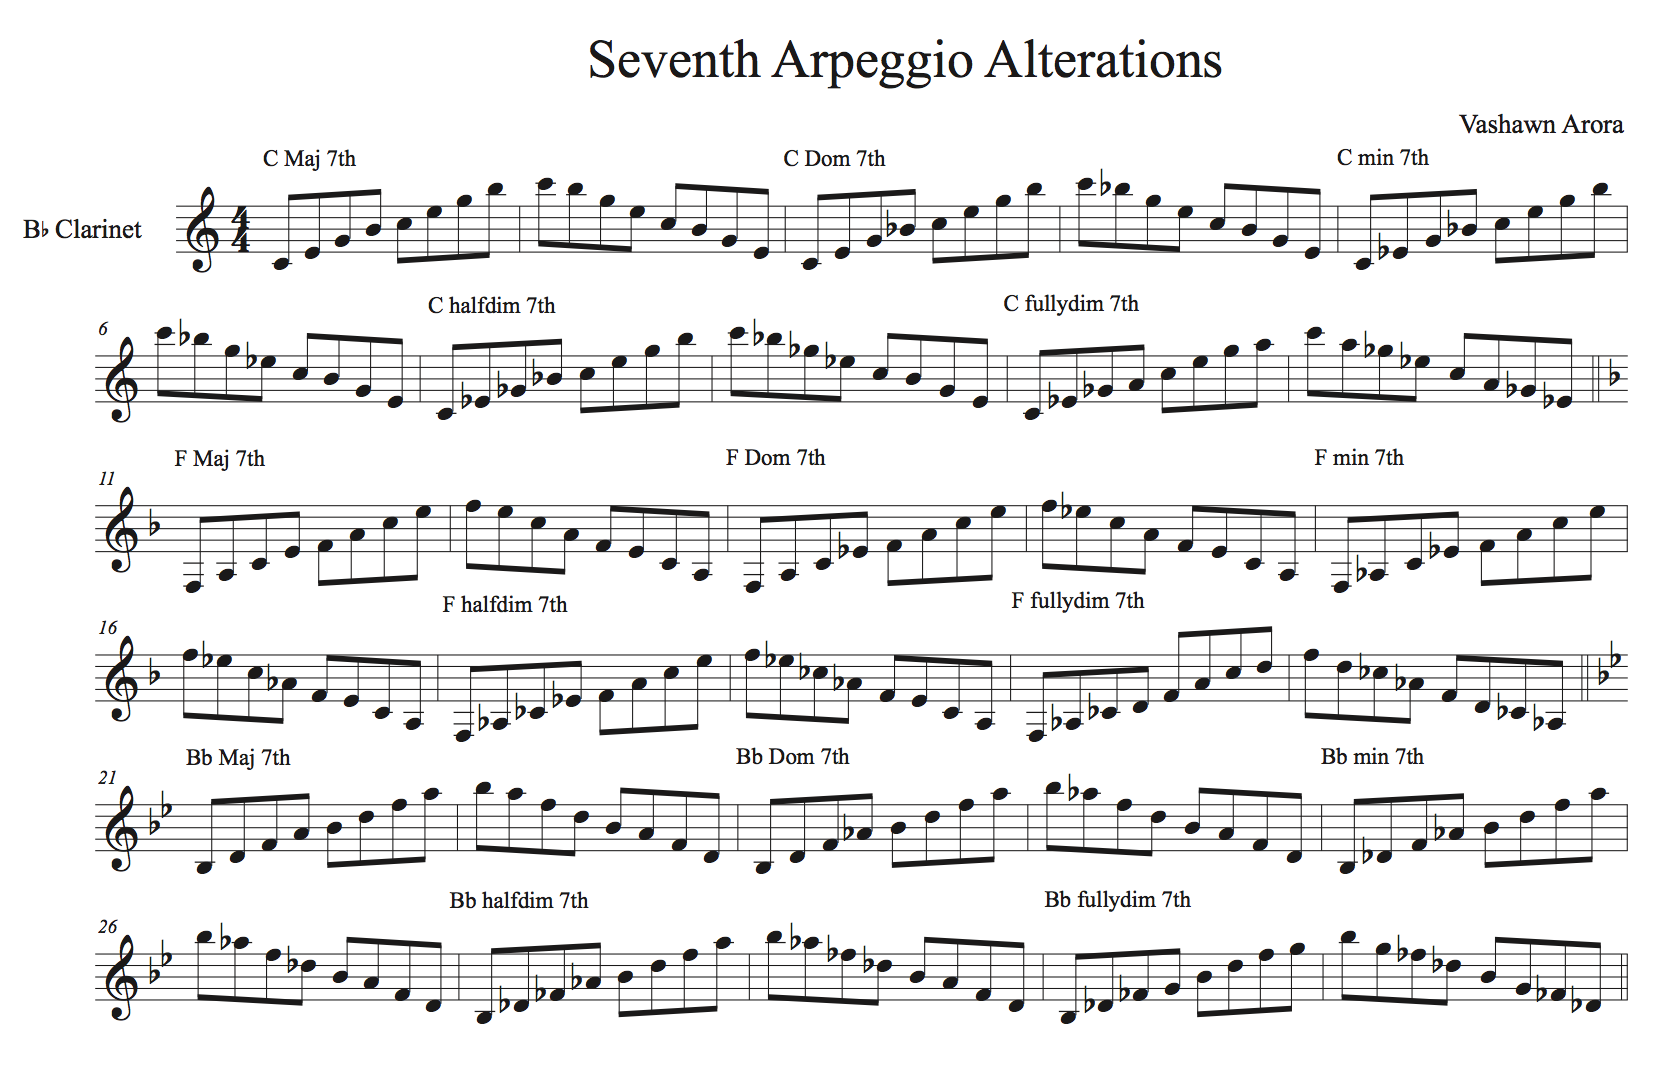 Seventh Arpeggio Alterations
Vashawn Arora
C Maj 7th C Dom 7th C min 7th
B♭ Clarinet
4
4
6 C halfdim 7th C fullydim 7th
11 F Maj 7th F Dom 7th F min 7th
16 F halfdim 7th F fullydim 7th
21 Bb Maj 7th Bb Dom 7th Bb min 7th
26 Bb halfdim 7th Bb fullydim 7th